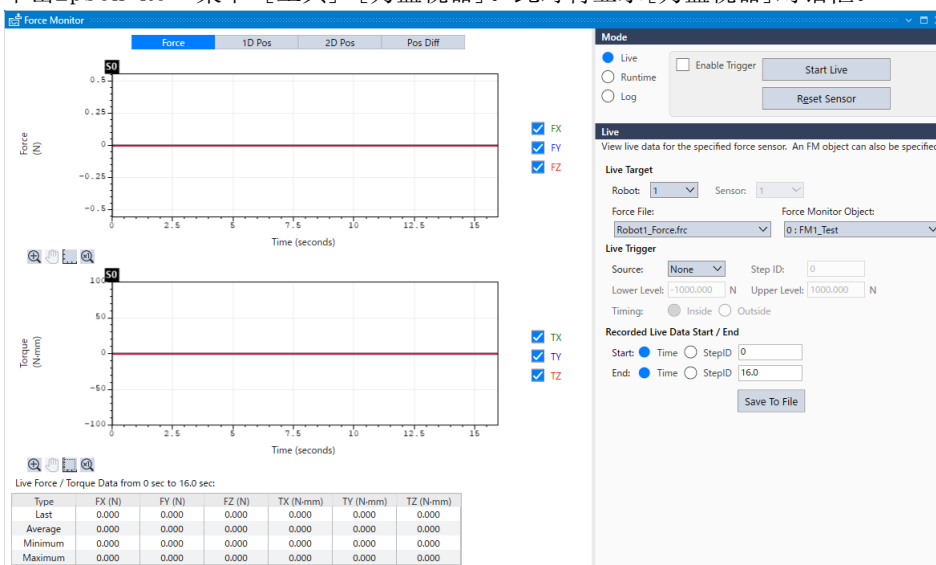 Force Monitor
Force 1D Pos 2D Pos Pos Diff
S0
0.5
0.25
0
-0.25
-0.5
Force
(N)
0 2.5 5 7.5 10 12.5 15
Time (seconds)
FX
FY
FZ
S0
100
50
0
-50
-100
Torque
(N-mm)
0 2.5 5 7.5 10 12.5 15
Time (seconds)
TX
TY
TZ
Live Force / Torque Data from 0 sec to 16.0 sec:
Type FX (N) FY (N) FZ (N) TX (N·mm) TY (N·mm) TZ (N·mm)
Last 0.000 0.000 0.000 0.000 0.000 0.000
Average 0.000 0.000 0.000 0.000 0.000 0.000
Minimum 0.000 0.000 0.000 0.000 0.000 0.000
Maximum 0.000 0.000 0.000 0.000 0.000 0.000
Mode
Live
Runtime
Log
Enable Trigger
Start Live
Reset Sensor
Live
View live data for the specified force sensor. An FM object can also be specified
Live Target
Robot: 1 Sensor: 1
Force File: Force Monitor Object:
Robot1_Force.frc 0 : FM1_Test
Live Trigger
Source: None Step ID: 0
Lower Level: -1000.000 N Upper Level: 1000.000 N
Timing: Inside Outside
Recorded Live Data Start / End
Start: Time StepID 0
End: Time StepID 16.0
Save To File